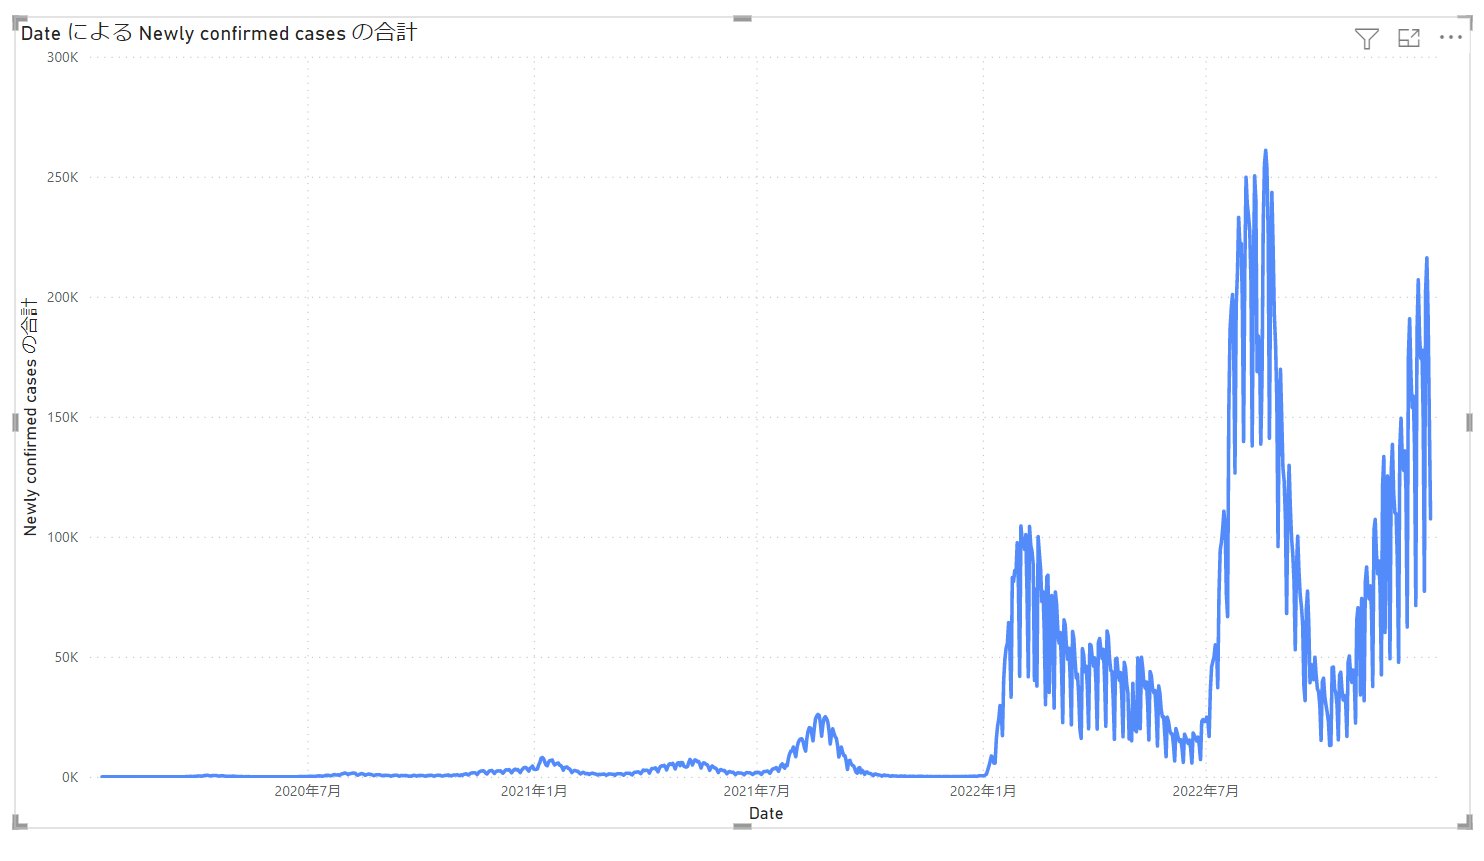 Date による Newly confirmed cases の合計
300K
250K
200K
150K
100K
50K
0K
Newly confirmed cases の合計
2020年7月
2021年1月
2021年7月
2022年1月
2022年7月
Date